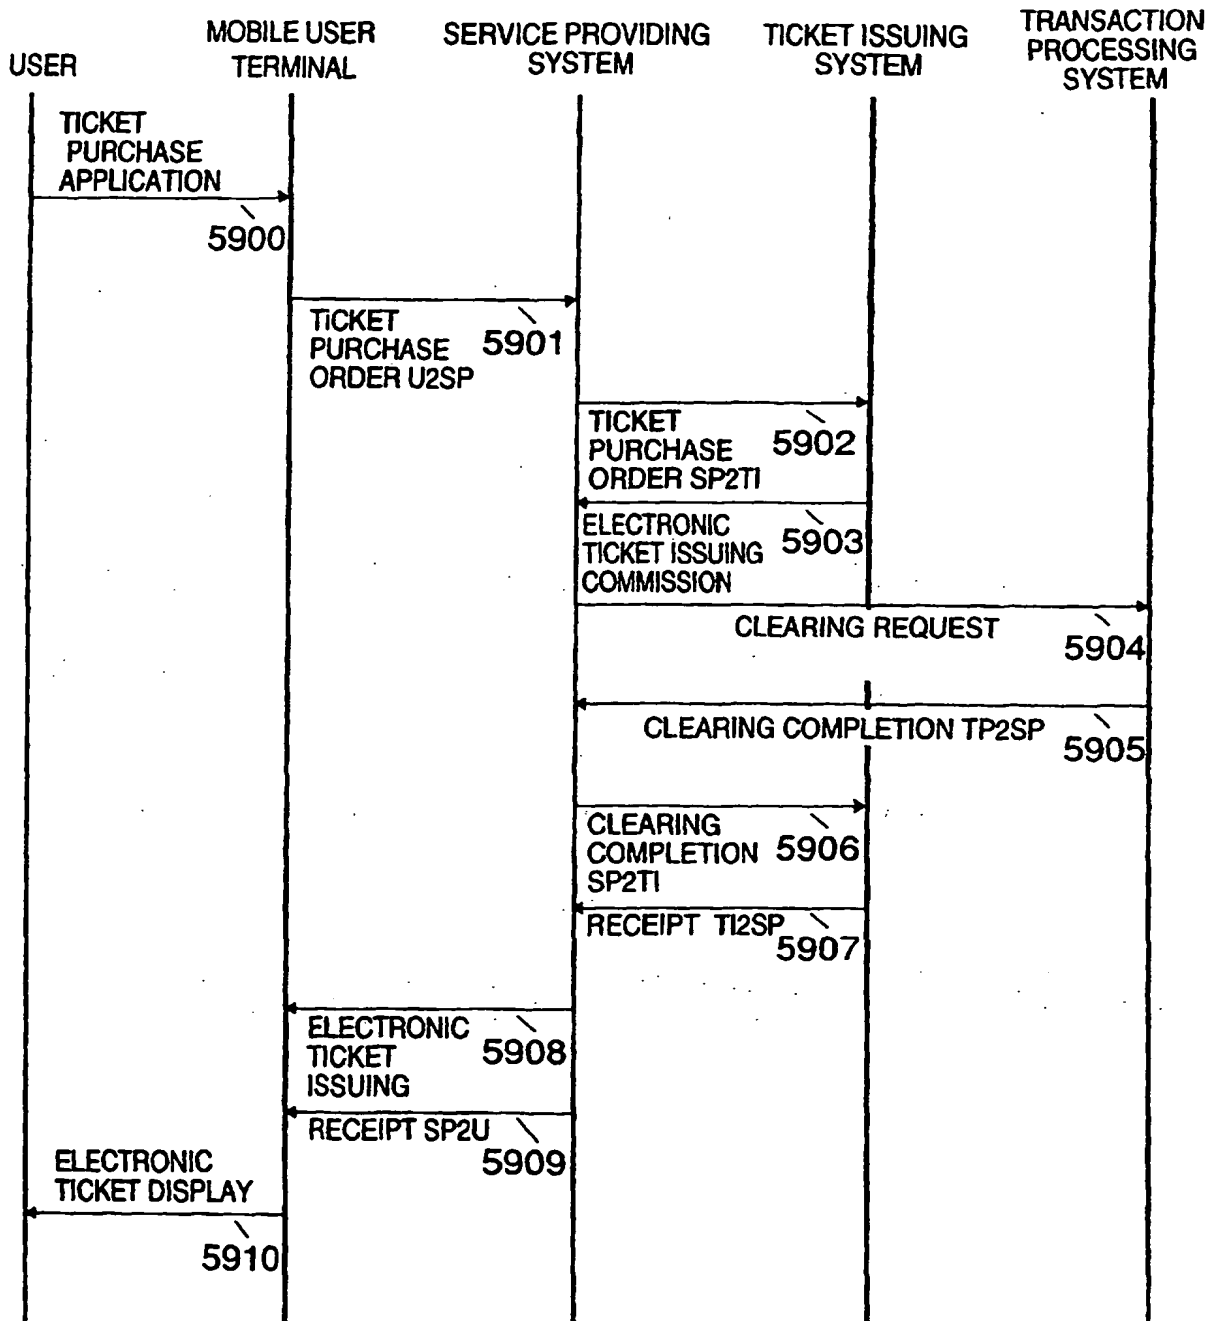 USER
MOBILE USER
TERMINAL
SERVICE PROVIDING
SYSTEM
TICKET ISSUING
SYSTEM
TRANSACTION
PROCESSING
SYSTEM
TICKET
PURCHASE
APPLICATION
5900
TICKET
PURCHASE
ORDER U2SP
5901
TICKET
PURCHASE
ORDER SP2TI
5902
ELECTRONIC
TICKET ISSUING
COMMISSION
5903
CLEARING REQUEST
5904
CLEARING COMPLETION TP2SP
5905
CLEARING
COMPLETION
SP2TI
5906
RECEIPT TI2SP
5907
ELECTRONIC
TICKET
ISSUING
5908
RECEIPT SP2U
5909
ELECTRONIC
TICKET DISPLAY
5910